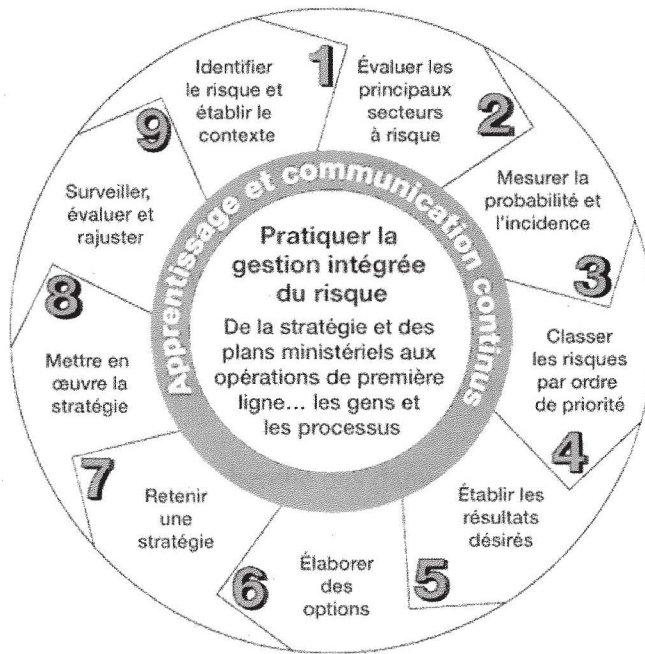 1
Identifier
le risque et
établir le
contexte
2
Évaluer les
principaux
secteurs
à risque
3
Mesurer la
probabilité et
l'incidence
4
Classer
les risques
par ordre
de priorité
5
Établir les
résultats
désirés
6
Élaborer
des
options
7
Retenir
une
stratégie
8
Mettre en
œuvre la
stratégie
9
Surveiller,
évaluer et
rajuster
Apprentissage et communication continus
Pratiquer la
gestion intégrée
du risque
De la stratégie et des
plans ministériels aux
opérations de première
ligne... les gens et
les processus